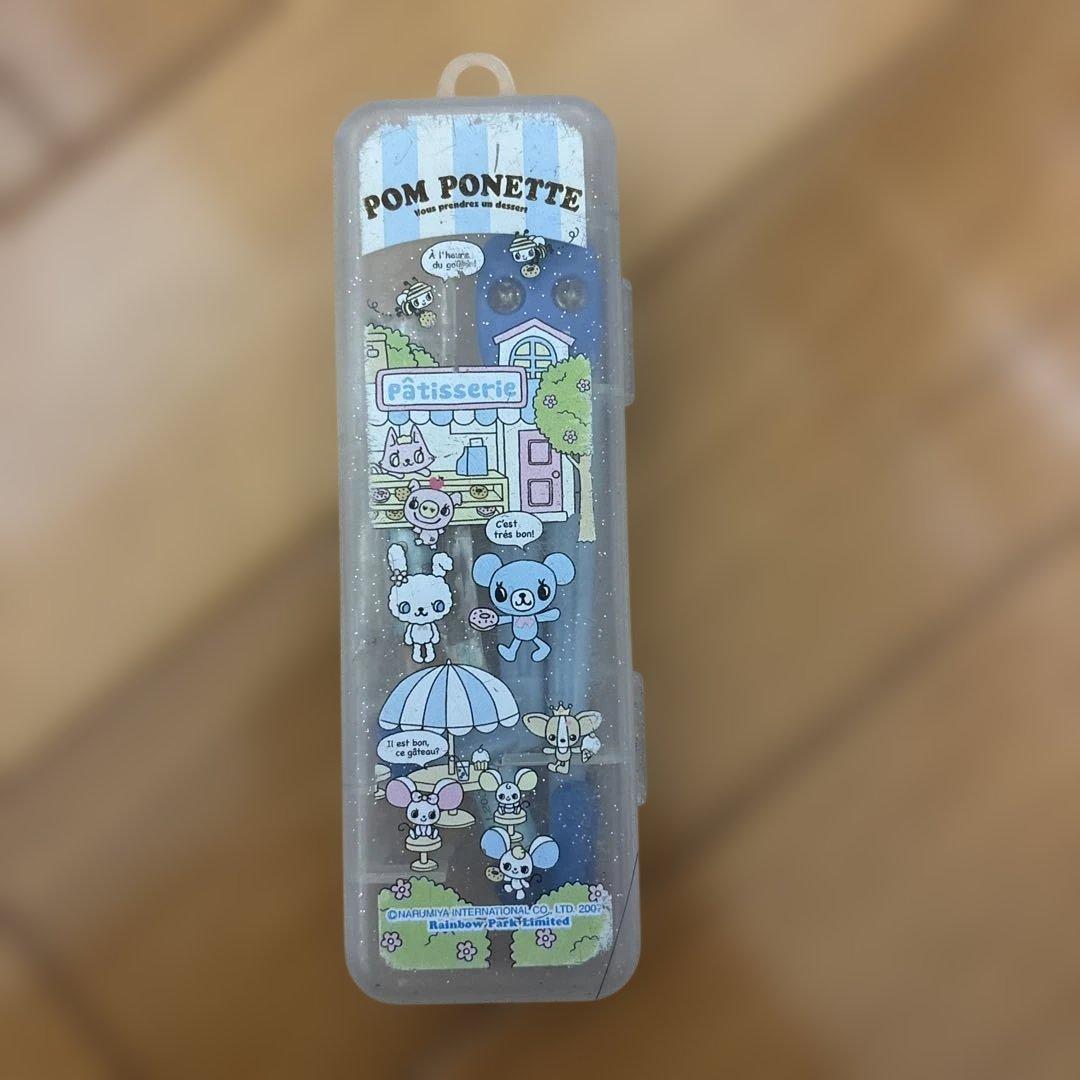 POM PONETTE
Vous prendrez un dessert
À l'heure
du goûter!
Pâtisserie
C'est
trés bon!
Il est bon,
ce gâteau?
©NARUMIYA INTERNATIONAL CO., LTD. 2007
Rainbow Park Limited